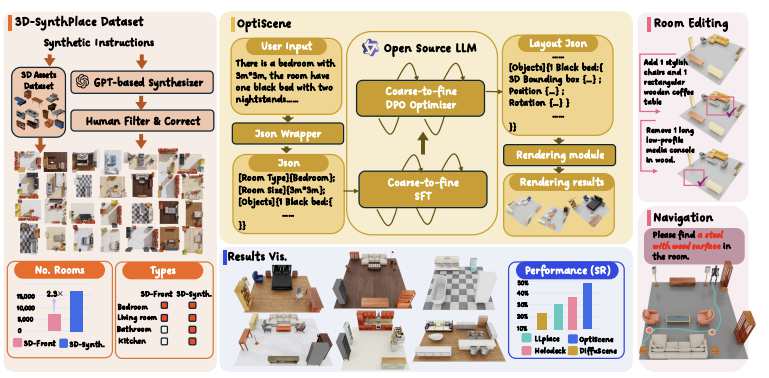 3D-SynthPlace Dataset
Synthetic Instructions
3D Assets
Dataset
GPT-based Synthesizer
Human Filter & Correct
No. Rooms
2.3×
15,000
10,000
5,000
0
3D-Front
3D-Synth.
Types
3D-Front 3D-Synth.
Bedroom
Living room
Bathroom
Kitchen
OptiScene
User Input
There is a bedroom with
3m*3m, the room have
one black bed with two
nightstands......
Json Wrapper
Json
[Room Type]{Bedroom};
[Room Size]{3m*3m};
[Objects]{1 Black bed:{
......
}}
Open Source LLM
Coarse-to-fine
DPO Optimizer
Coarse-to-fine
SFT
Layout Json
......
[Objects]{1 Black bed:{
3D Bounding box {...} ;
Position {...} ;
Rotation {...} }
......
}}
Rendering module
Rendering results
Results Vis.
Performance (SR)
50%
40%
30%
20%
10%
LLplace
OptiScene
Holodeck
DiffuScene
Room Editing
Add 1 stylish
chairs and 1
rectangular
wooden coffee
table
Remove 1 long
low-profile
media console
in wood.
Navigation
Please find a stool
with wood surface in
the room.